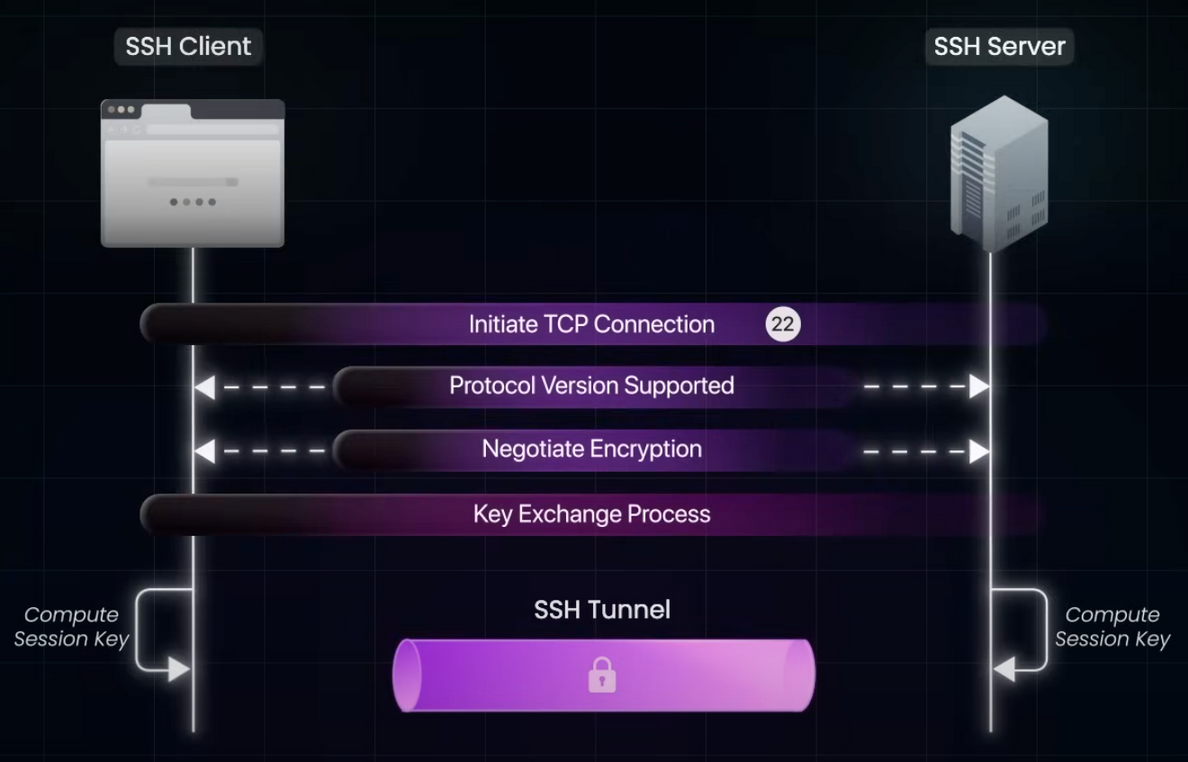 SSH Client
SSH Server
Initiate TCP Connection 22
Protocol Version Supported
Negotiate Encryption
Key Exchange Process
Compute
Session Key
SSH Tunnel
Compute
Session Key